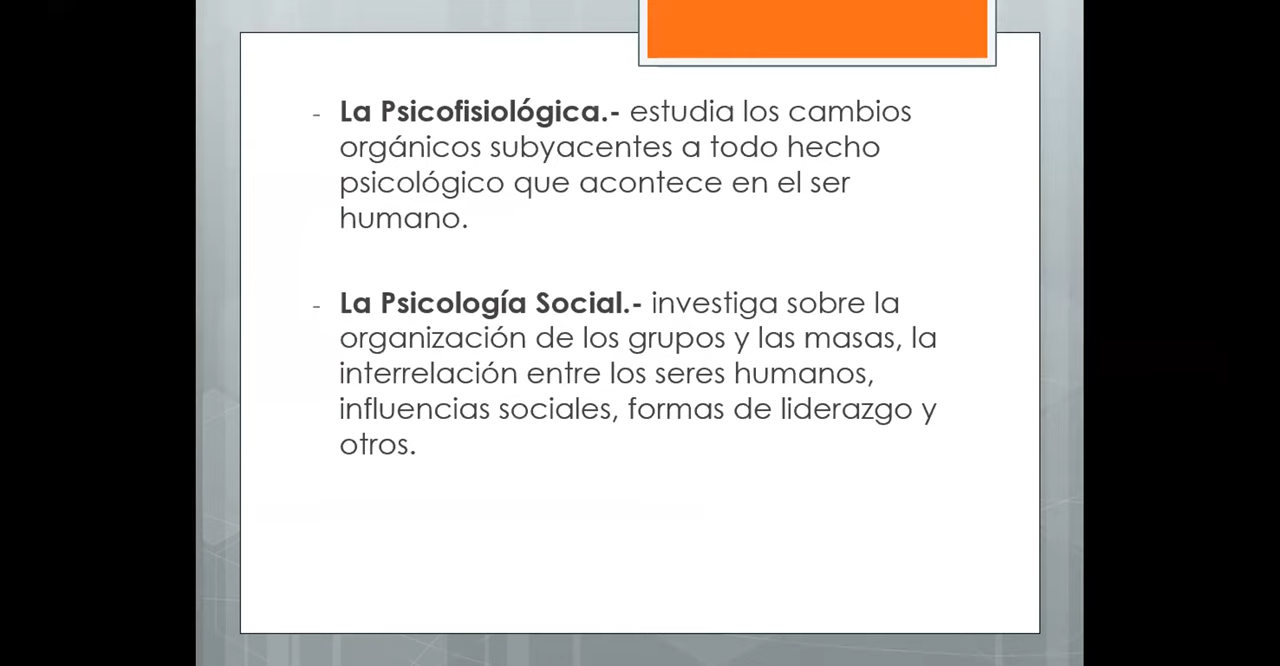 - La Psicofisiológica.- estudia los cambios
orgánicos subyacentes a todo hecho
psicológico que acontece en el ser
humano.
- La Psicología Social.- investiga sobre la
organización de los grupos y las masas, la
interrelación entre los seres humanos,
influencias sociales, formas de liderazgo y
otros.